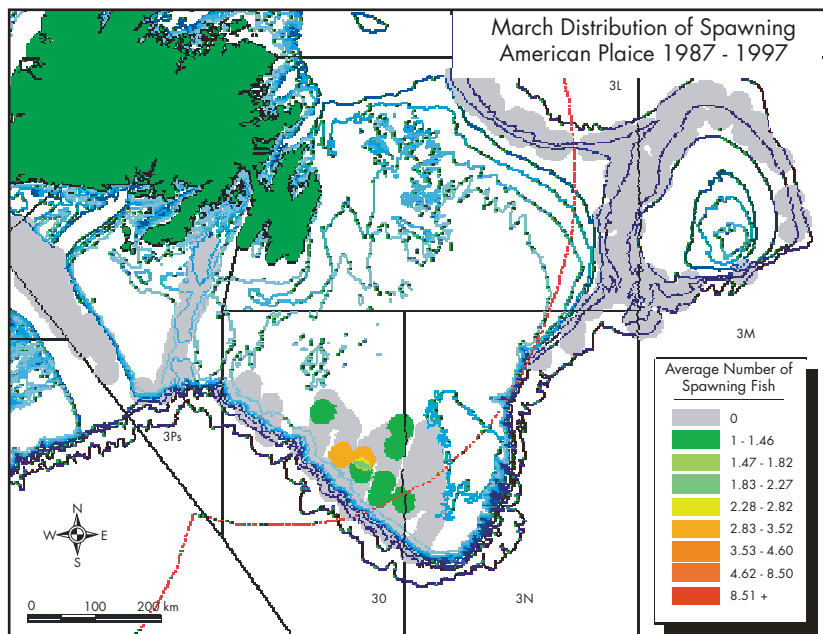 March Distribution of Spawning
American Plaice 1987 - 1997
3L
3M
Average Number of
Spawning Fish
0
1 - 1.46
1.47 - 1.82
1.83 - 2.27
2.28 - 2.82
2.83 - 3.52
3.53 - 4.60
4.62 - 8.50
8.51 +
3Ps
N
W E
S
0 100 200 km
30
3N